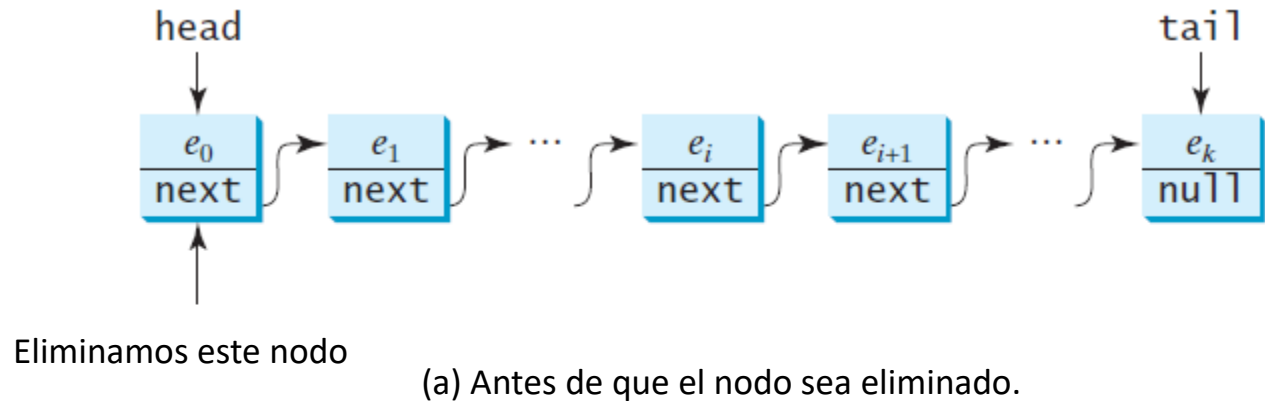 head tail
e0 e1 ... ei ei+1 ... ek
next next next next null
Eliminamos este nodo
(a) Antes de que el nodo sea eliminado.